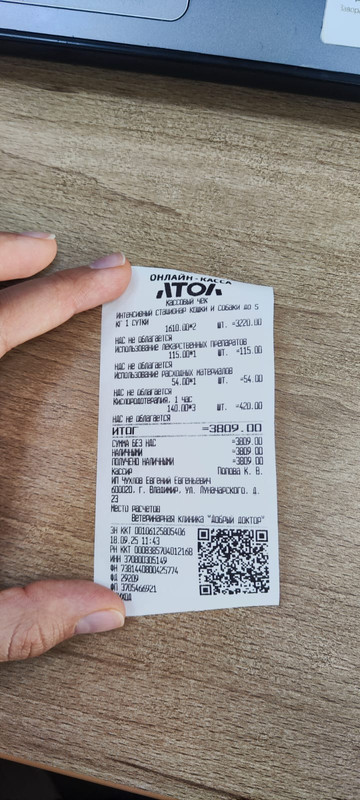 ОНЛАЙН-КАССА
АТОЛ
КАССОВЫЙ ЧЕК
Интенсивный стационар кошки и собаки до 5
кг 1 сутки
1610.00*2 ШТ. =3220.00
НДС не облагается
Использование лекарственных препаратов
115.00*1 ШТ. =115.00
НДС не облагается
Использование расходных материалов
54.00*1 ШТ. =54.00
НДС не облагается
Кислородотерапия, 1 час
140.00*3 ШТ. =420.00
НДС не облагается
ИТОГ =3809.00
СУММА БЕЗ НДС =3809.00
НАЛИЧНЫМИ =3809.00
ПОЛУЧЕНО НАЛИЧНЫМИ =3809.00
Кассир Попова К. В.
ИП Чухлов Евгений Евгеньевич
600020, г. Владимир, ул. Луначарского, д.
23
Место расчетов
Ветеринарная клиника "ДОБРЫЙ ДОКТОР"
ЗН ККТ 00106125805406
18.09.25 11:43
РН ККТ 0008385704012168
ИНН 370800305149
ФН 7381440800425774
ФД 29209
ФП 3705466921
ПРИХОД